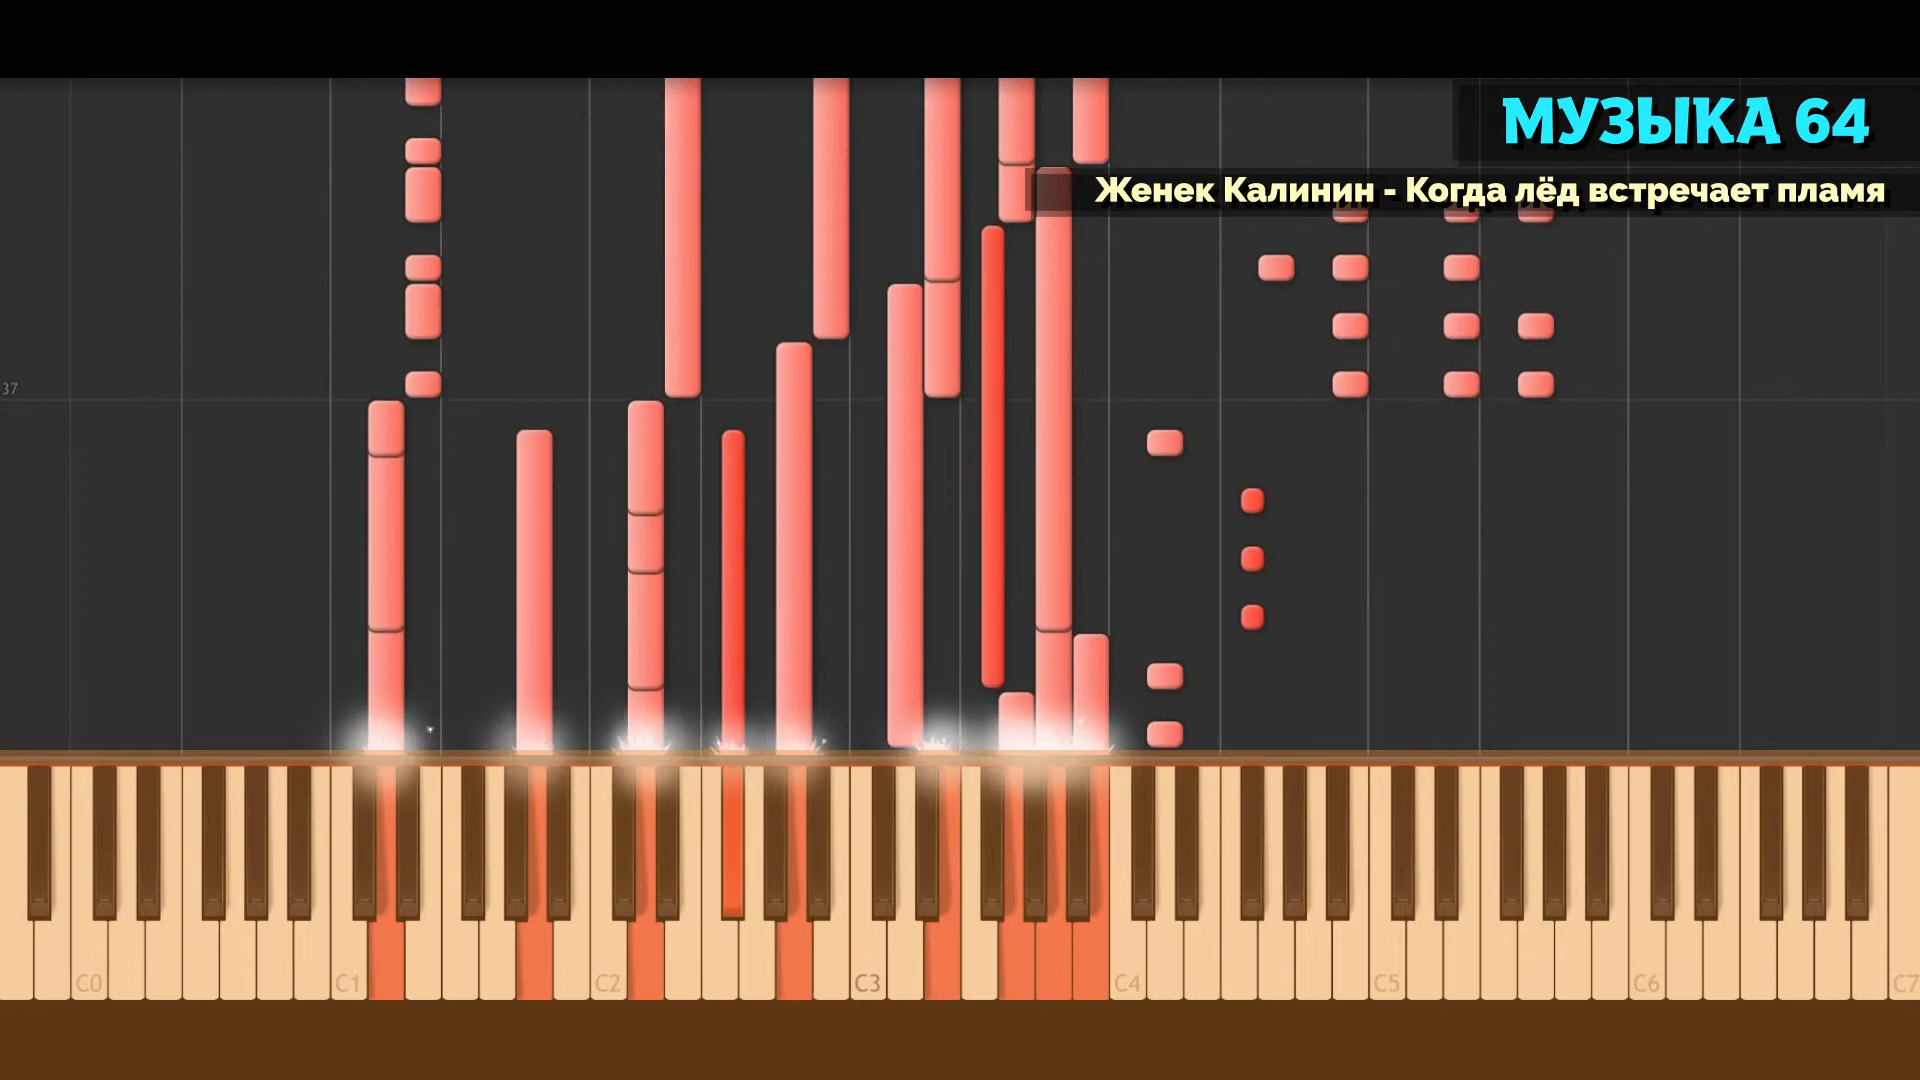 МУЗЫКА 64
Женек Калинин - Когда лёд встречает пламя
37
C0 C1 C2 C3 C4 C5 C6 C7